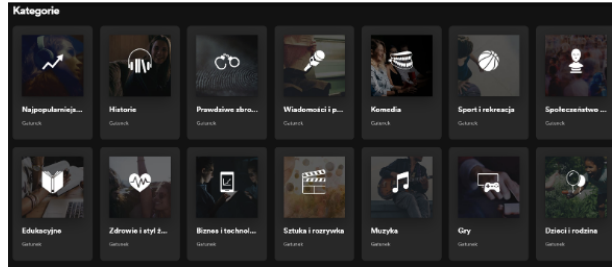 Kategorie
Najpopularniejs...
Historie
Prawdziwe zbro...
Wiadomości i p...
Komedia
Sport i rekreacja
Społeczeństwo ...
Gatunek
Gatunek
Gatunek
Gatunek
Gatunek
Gatunek
Gatunek
Edukacyjne
Zdrowie i styl ż...
Biznes i technol...
Sztuka i rozrywka
Muzyka
Gry
Dzieci i rodzina
Gatunek
Gatunek
Gatunek
Gatunek
Gatunek
Gatunek
Gatunek